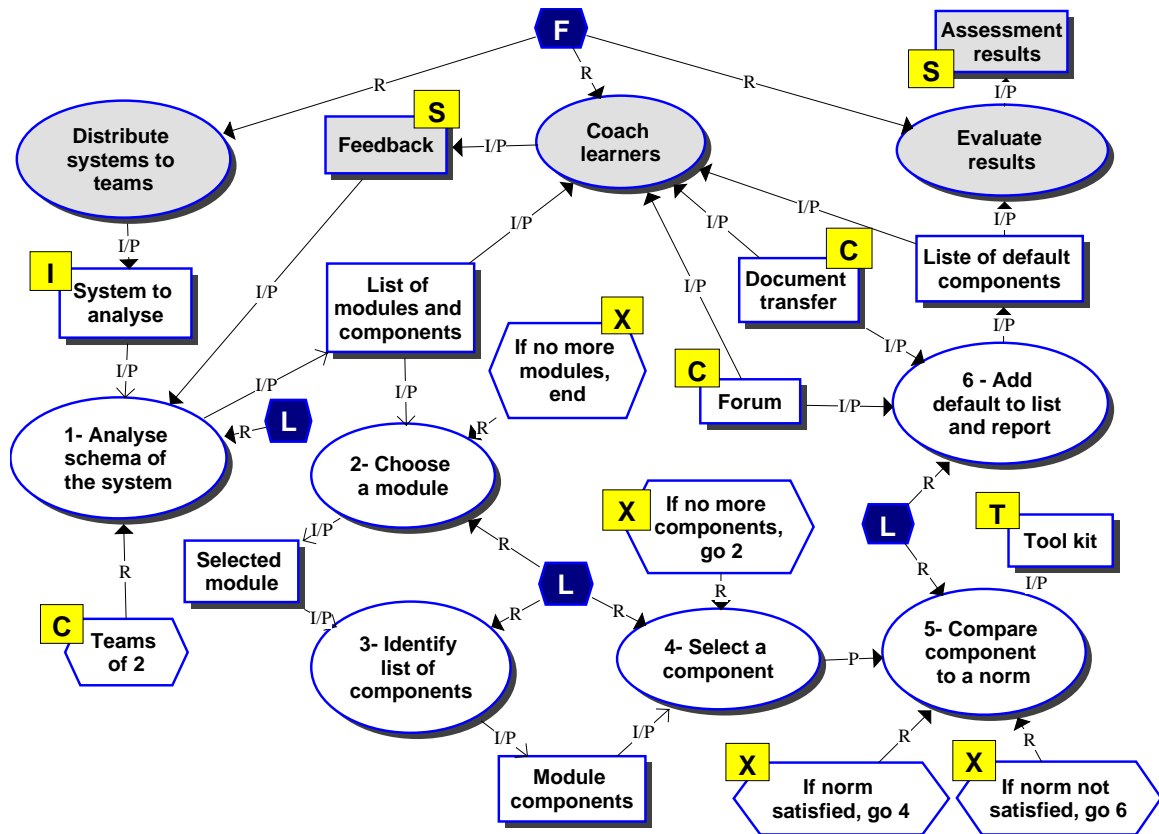 F
Assessment
results
S
R
R
R
I/P
S
Distribute
systems to
teams
Feedback
I/P
Coach
learners
Evaluate
results
I/P
I/P
I/P
I/P
I/P
C
Liste of default
components
I
System to
analyse
I/P
List of
modules and
components
I/P
Document
transfer
X
If no more
modules,
end
I/P
I/P
I/P
I/P
I/P
C
Forum
I/P
6 - Add
default to list
and report
L
R
R
1- Analyse
schema of
the system
2- Choose
a module
R
X
If no more
components,
go 2
L
T
Tool kit
I/P
Selected
module
R
R
L
R
R
I/P
I/P
R
R
C
Teams
of 2
3- Identify
list of
components
4- Select a
component
P
5- Compare
component
to a norm
I/P
I/P
R
R
Module
components
X
If norm
satisfied, go 4
X
If norm not
satisfied, go 6